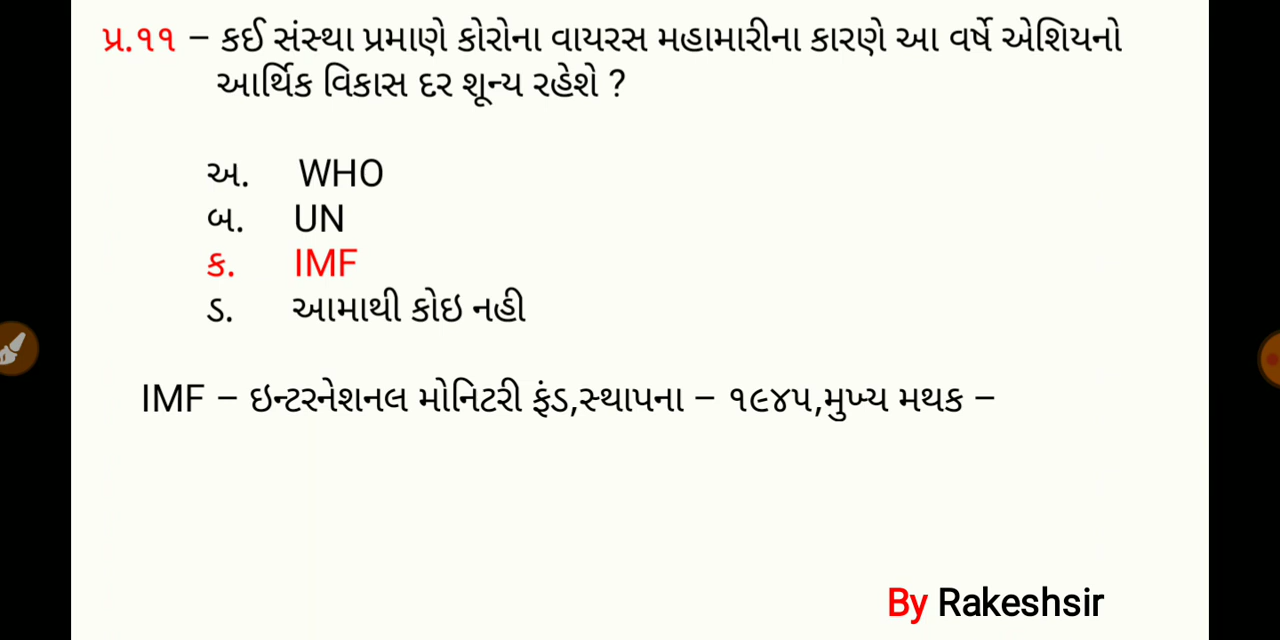 પ્ર.૧૧ – કઈ સંસ્થા પ્રમાણે કોરોના વાયરસ મહામારીના કારણે આ વર્ષે એશિયનો
આર્થિક વિકાસ દર શૂન્ય રહેશે ?
અ. WHO
બ. UN
ક. IMF
ડ. આમાથી કોઇ નહી
IMF – ઇન્ટરનેશનલ મોનિટરી ફંડ,સ્થાપના – ૧૯૪૫,મુખ્ય મથક –
By Rakeshsir